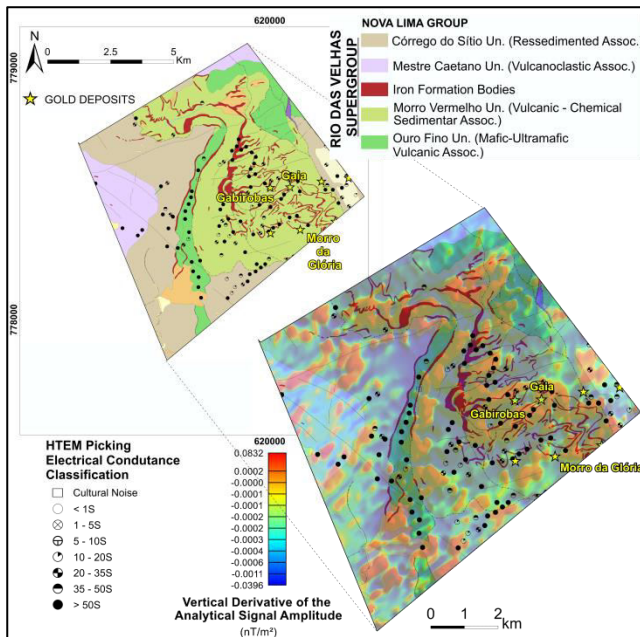 620000
779000
778000
N
0 2.5 5
Km
GOLD DEPOSITS
RIO DAS VELHAS
SUPERGROUP
NOVA LIMA GROUP
Córrego do Sítio Un. (Ressedimented Assoc.)
Mestre Caetano Un. (Vulcanoclastic Assoc.)
Iron Formation Bodies
Morro Vermelho Un. (Vulcanic - Chemical
Sedimentar Assoc.)
Ouro Fino Un. (Mafic-Ultramafic
Vulcanic Assoc.)
Gaia
Gabirobas
Morro
da
Glória
Gaia
Gabirobas
Morro da Glória
HTEM Picking
Electrical Condutance
Classification
Cultural Noise
< 1S
1 - 5S
5 - 10S
10 - 20S
20 - 35S
35 - 50S
> 50S
620000
0.0832
0.0002
0.0000
-0.0001
-0.0001
-0.0002
-0.0002
-0.0003
-0.0004
-0.0006
-0.0011
-0.0396
Vertical Derivative of the
Analytical Signal Amplitude
(nT/m²)
0 1 2
km